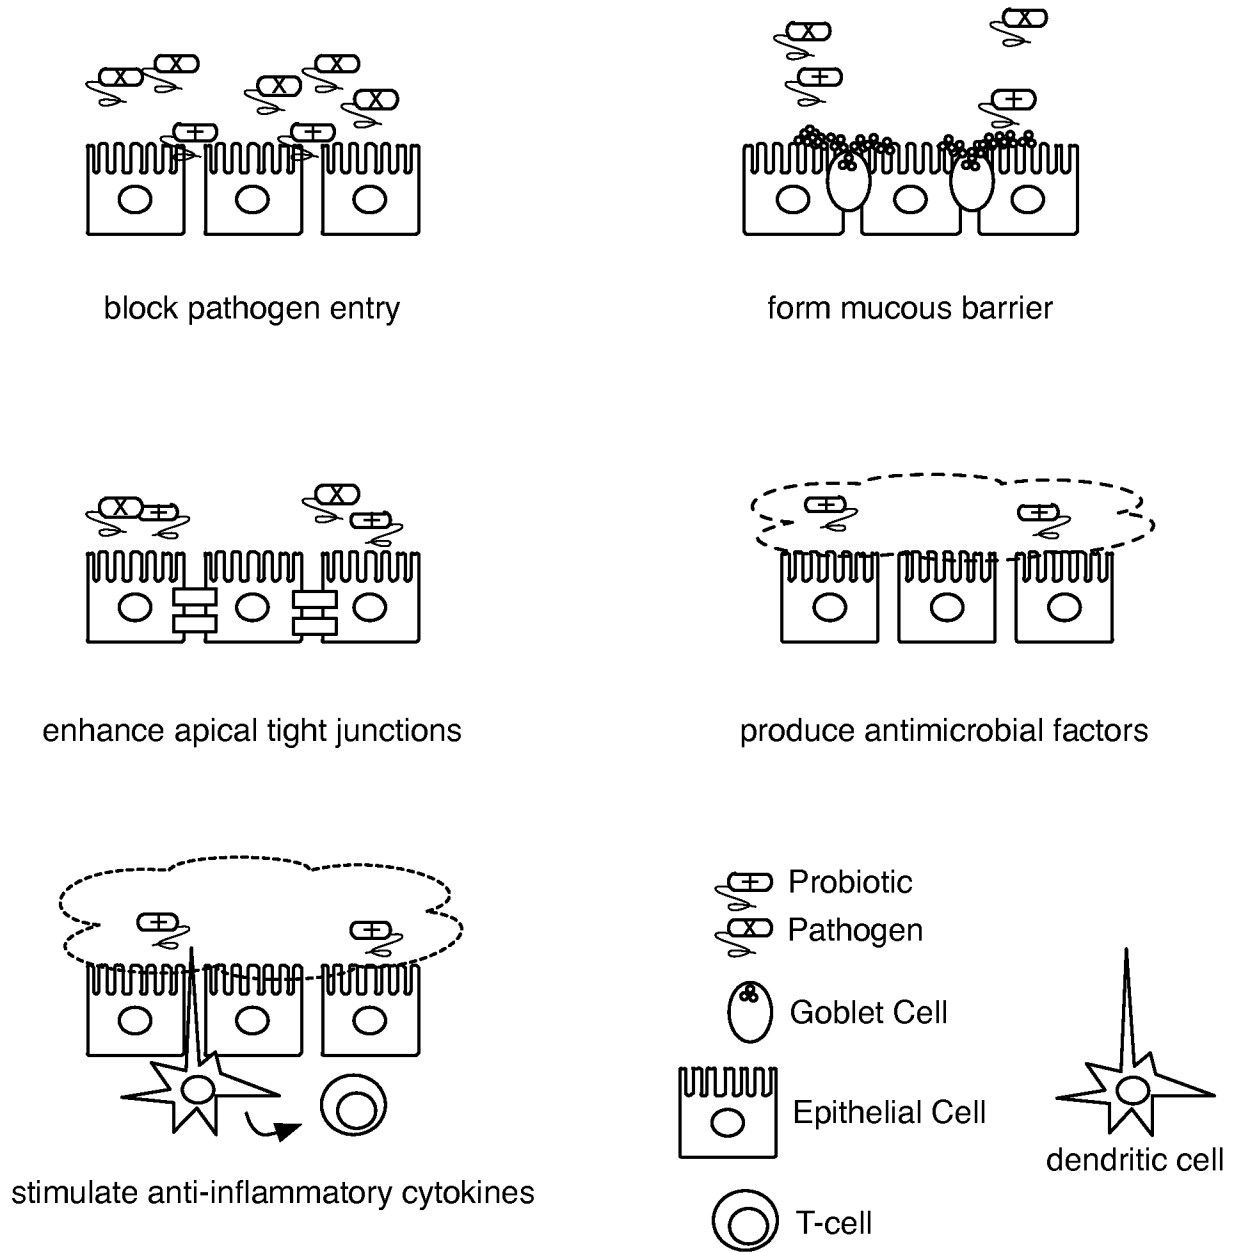 block pathogen entry
form mucous barrier
enhance apical tight junctions
produce antimicrobial factors
stimulate anti-inflammatory cytokines
Probiotic
Pathogen
Goblet Cell
Epithelial Cell
dendritic cell
T-cell